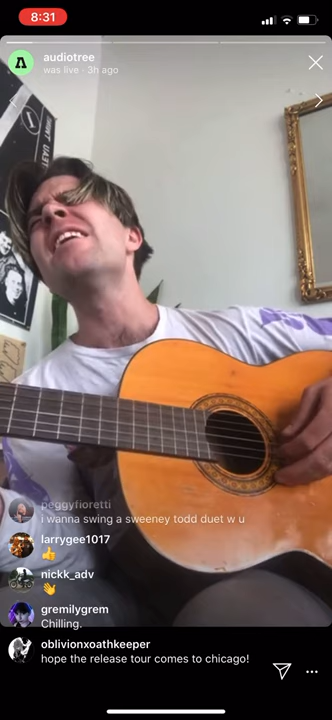 8:31
audiotree
was live · 3h ago
peggyfioretti
i wanna swing a sweeney todd duet w u
larrygee1017
👍
nickk_adv
👋
gremilygrem
Chilling.
oblivionxoathkeeper
hope the release tour comes to chicago!